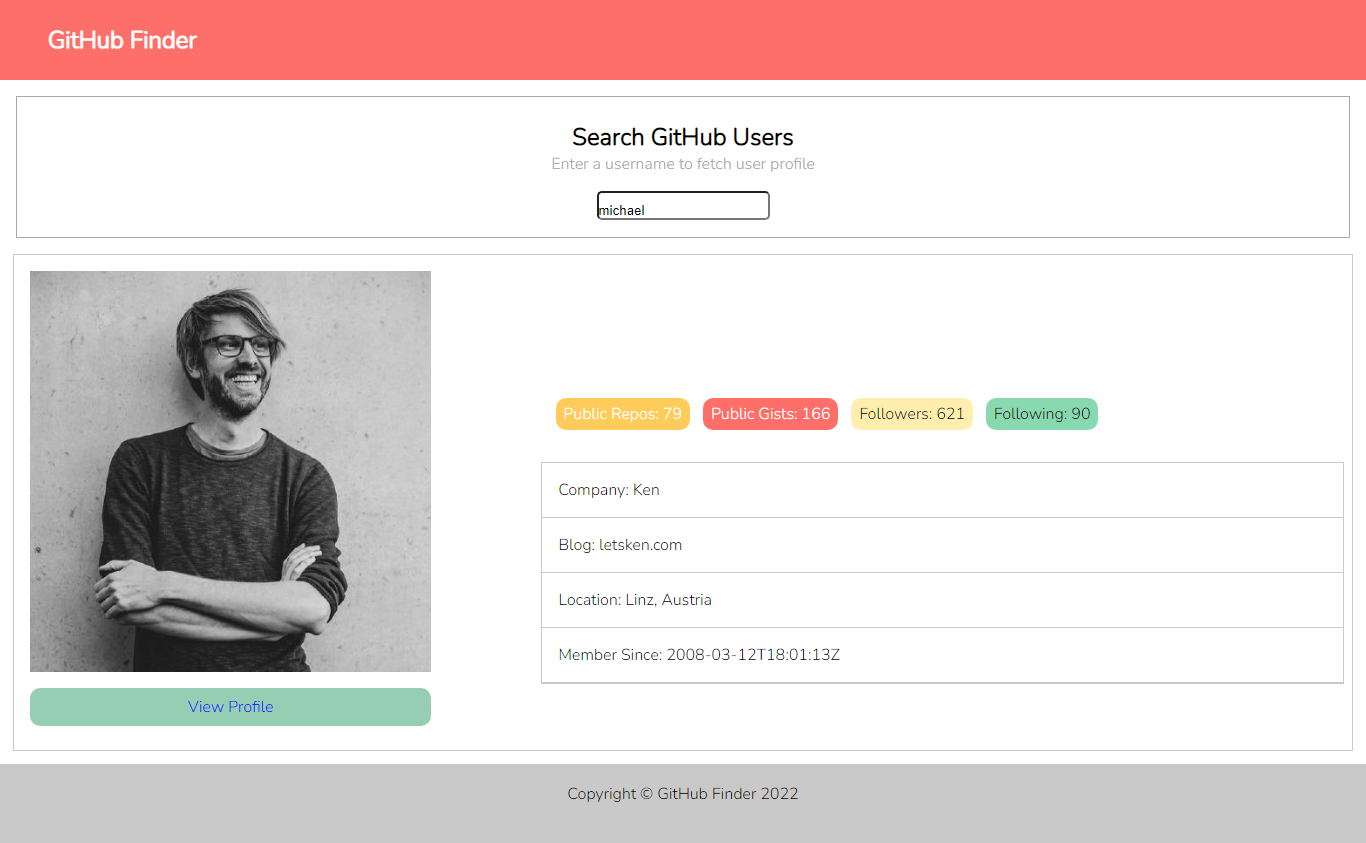 GitHub Finder
Search GitHub Users
Enter a username to fetch user profile
michael
Public Repos: 79 Public Gists: 166 Followers: 621 Following: 90
Company: Ken
Blog: letsken.com
Location: Linz, Austria
Member Since: 2008-03-12T18:01:13Z
View Profile
Copyright © GitHub Finder 2022